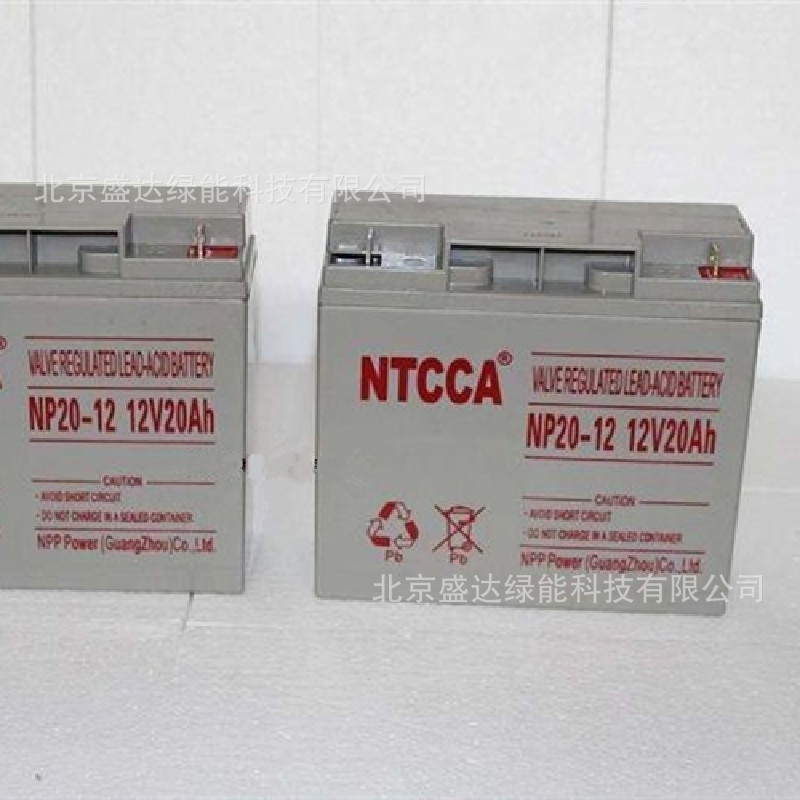 北京盛达绿能科技有限公司
®
VALVE REGULATED LEAD-ACID BATTERY
NP20-12 12V20Ah
CAUTION
· AVOID SHORT CIRCUIT
· DO NOT CHARGE IN A SEALED CONTAINER
NPP Power (GuangZhou)Co.,Ltd.
NTCCA®
VALVE REGULATED LEAD-ACID BATTERY
NP20-12 12V20Ah
CAUTION
· AVOID SHORT CIRCUIT
· DO NOT CHARGE IN A SEALED CONTAINER
Pb Pb
NPP Power (GuangZhou)Co.,Ltd.
北京盛达绿能科技有限公司